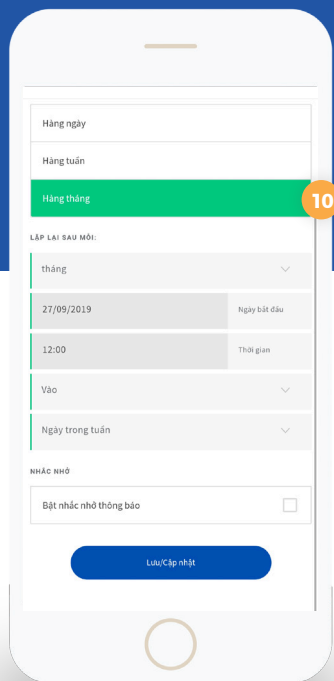 Hàng ngày
Hàng tuần
Hàng tháng
10
LẶP LẠI SAU MỖI:
tháng
27/09/2019 Ngày bắt đầu
12:00 Thời gian
Vào
Ngày trong tuần
NHẮC NHỞ
Bật nhắc nhở thông báo
Lưu/Cập nhật